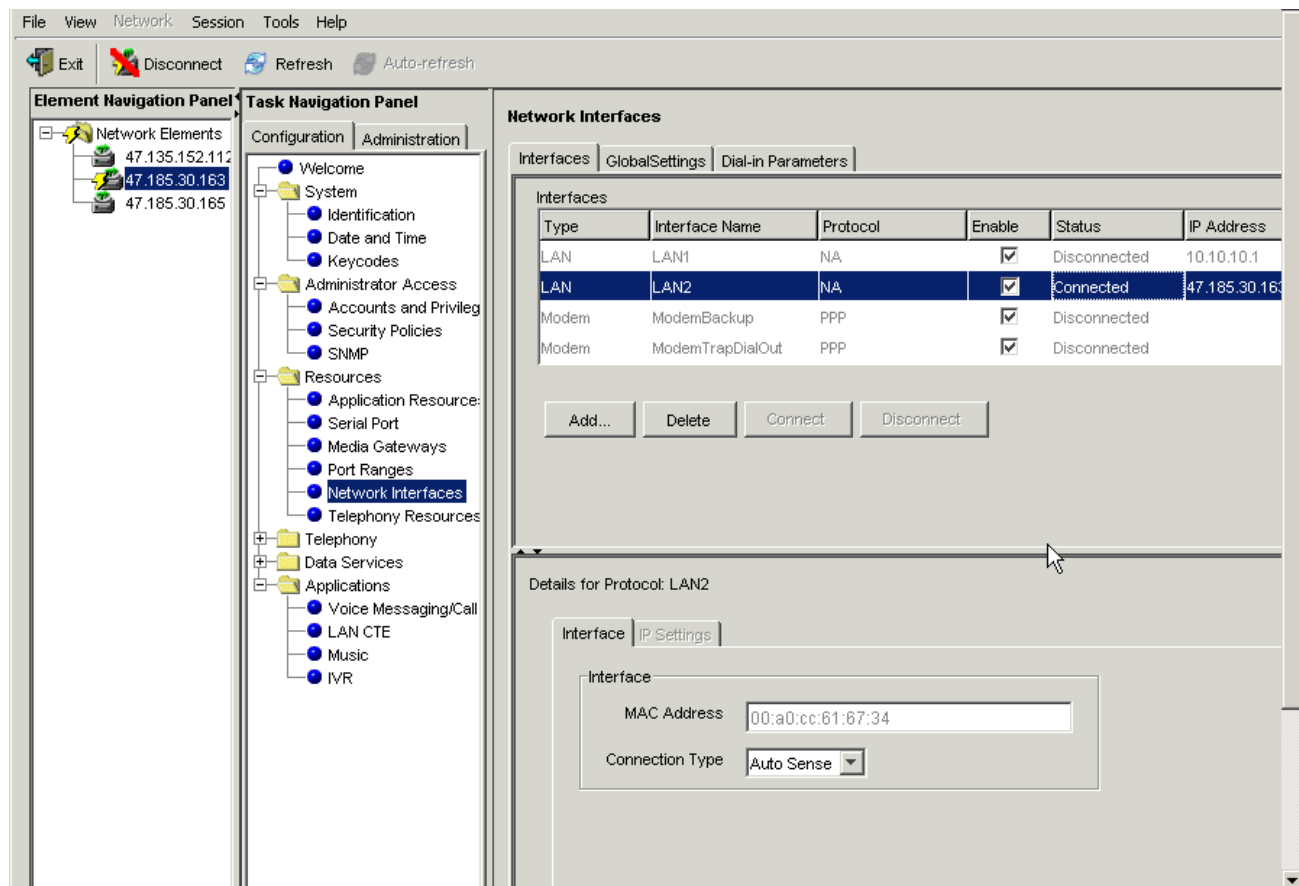 File View Network Session Tools Help
Exit Disconnect Refresh Auto-refresh
Element Navigation Panel
Network Elements
47.135.152.112
47.185.30.163
47.185.30.165
Task Navigation Panel
Configuration Administration
Welcome
System
Identification
Date and Time
Keycodes
Administrator Access
Accounts and Privileg
Security Policies
SNMP
Resources
Application Resource
Serial Port
Media Gateways
Port Ranges
Network Interfaces
Telephony Resources
Telephony
Data Services
Applications
Voice Messaging/Call
LAN CTE
Music
IVR
Network Interfaces
Interfaces GlobalSettings Dial-in Parameters
Interfaces
Type Interface Name Protocol Enable Status IP Address
LAN LAN1 NA Disconnected 10.10.10.1
LAN LAN2 NA Connected 47.185.30.163
Modem ModemBackup PPP Disconnected
Modem ModemTrapDialOut PPP Disconnected
Add... Delete Connect Disconnect
Details for Protocol: LAN2
Interface IP Settings
Interface
MAC Address 00:a0:cc:61:67:34
Connection Type Auto Sense